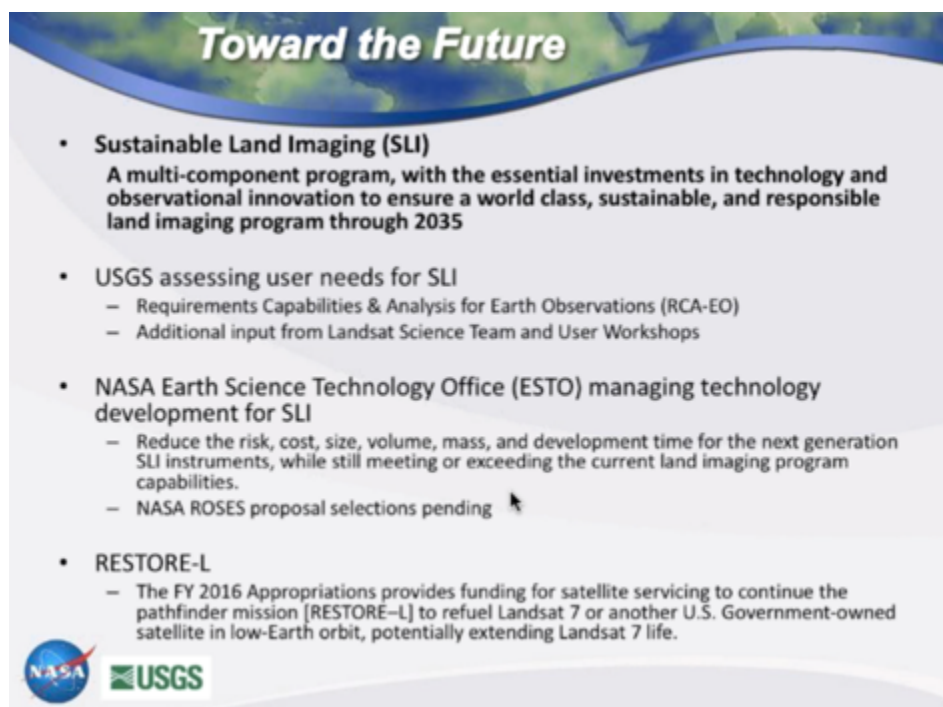 Toward the Future
• Sustainable Land Imaging (SLI)
A multi-component program, with the essential investments in technology and
observational innovation to ensure a world class, sustainable, and responsible
land imaging program through 2035
• USGS assessing user needs for SLI
– Requirements Capabilities & Analysis for Earth Observations (RCA-EO)
– Additional input from Landsat Science Team and User Workshops
• NASA Earth Science Technology Office (ESTO) managing technology
development for SLI
– Reduce the risk, cost, size, volume, mass, and development time for the next generation
SLI instruments, while still meeting or exceeding the current land imaging program
capabilities.
– NASA ROSES proposal selections pending
• RESTORE-L
– The FY 2016 Appropriations provides funding for satellite servicing to continue the
pathfinder mission [RESTORE–L] to refuel Landsat 7 or another U.S. Government-owned
satellite in low-Earth orbit, potentially extending Landsat 7 life.
NASA
USGS